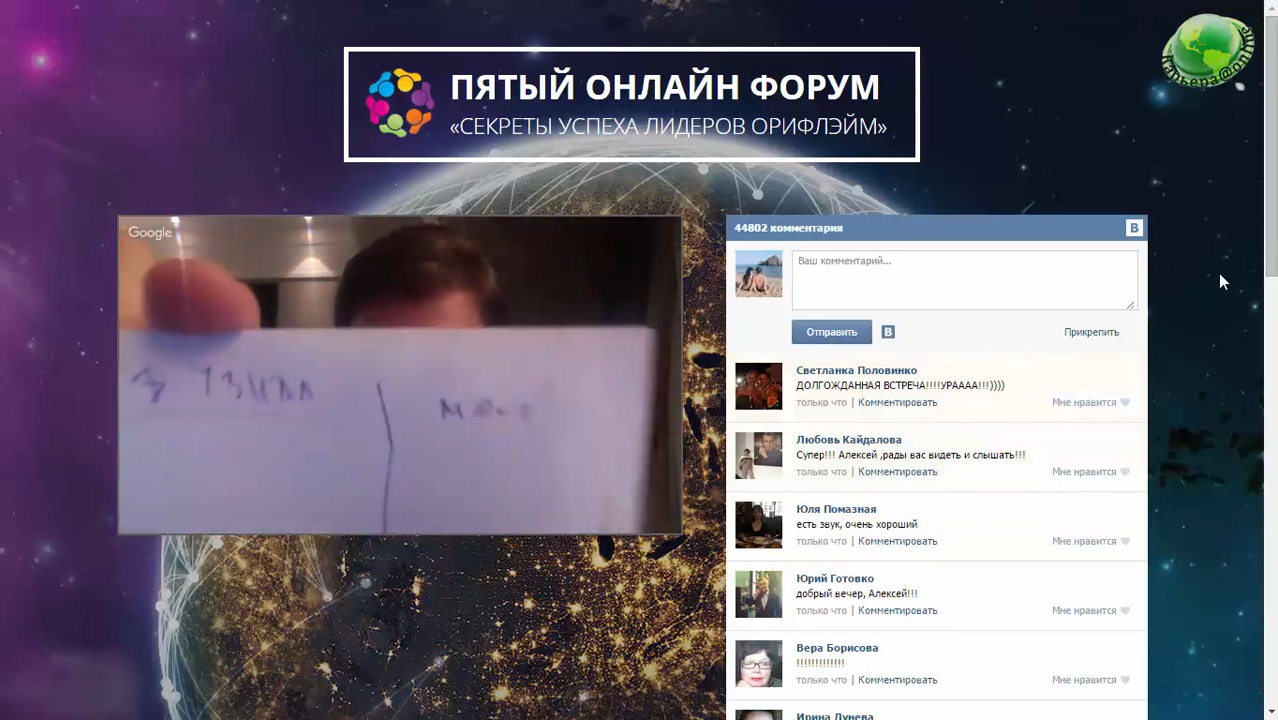 ПЯТЫЙ ОНЛАЙН ФОРУМ
«СЕКРЕТЫ УСПЕХА ЛИДЕРОВ ОРИФЛЭЙМ»
карьера@online
Google
44802 комментария
В
Ваш комментарий...
Отправить
В
Прикрепить
Светланка Половинко
ДОЛГОЖДАННАЯ ВСТРЕЧА!!!!УРАААА!!!))))
только что | Комментировать
Мне нравится
Любовь Кайдалова
Супер!!! Алексей ,рады вас видеть и слышать!!!
только что | Комментировать
Мне нравится
Юля Помазная
есть звук, очень хороший
только что | Комментировать
Мне нравится
Юрий Готовко
добрый вечер, Алексей!!!
только что | Комментировать
Мне нравится
Вера Борисова
!!!!!!!!!!!!!
только что | Комментировать
Мне нравится
Ирина Лунева